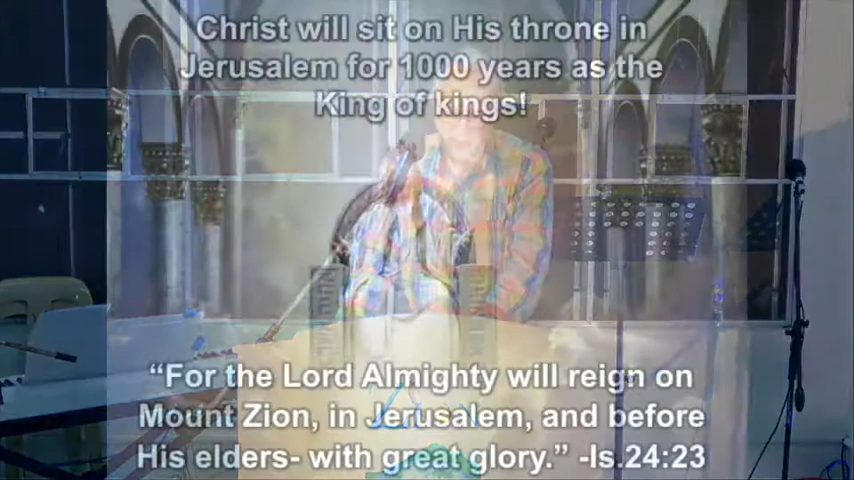 Christ will sit on His throne in
Jerusalem for 1000 years as the
King of kings!
“For the Lord Almighty will reign on
Mount Zion, in Jerusalem, and before
His elders- with great glory.” -Is.24:23